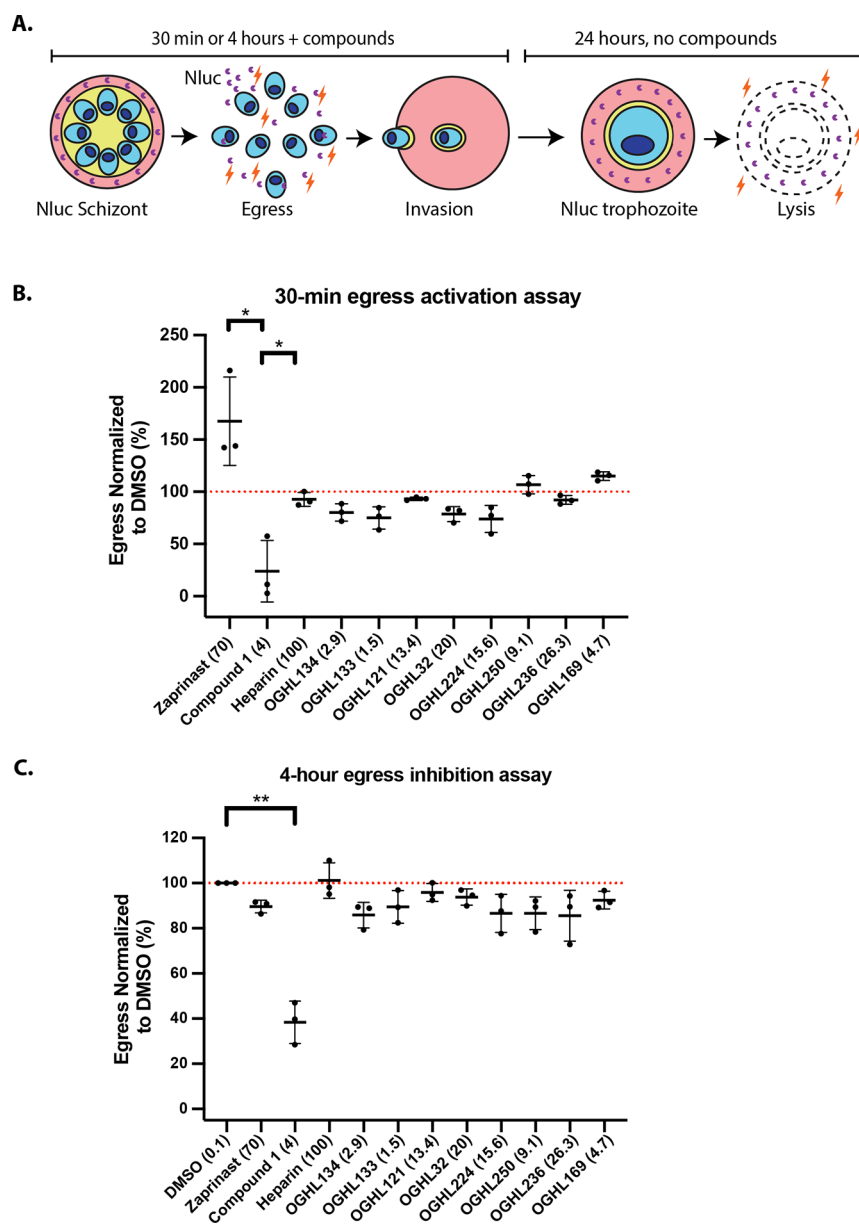 A.
30 min or 4 hours + compounds
24 hours, no compounds
Nluc
Nluc Schizont
Egress
Invasion
Nluc trophozoite
Lysis
B.
30-min egress activation assay
*
*
Egress Normalized
to DMSO (%)
250
200
150
100
50
0
Zaprinast (70)
Compound 1 (4)
Heparin (100)
OGHL134 (2.9)
OGHL133 (1.5)
OGHL121 (13.4)
OGHL32 (20)
OGHL224 (15.6)
OGHL250 (9.1)
OGHL236 (26.3)
OGHL169 (4.7)
C.
4-hour egress inhibition assay
**
Egress Normalized
to DMSO (%)
120
100
80
60
40
20
0
DMSO (0.1)
Zaprinast (70)
Compound 1 (4)
Heparin (100)
OGHL134 (2.9)
OGHL133 (1.5)
OGHL121 (13.4)
OGHL32 (20)
OGHL224 (15.6)
OGHL250 (9.1)
OGHL236 (26.3)
OGHL169 (4.7)